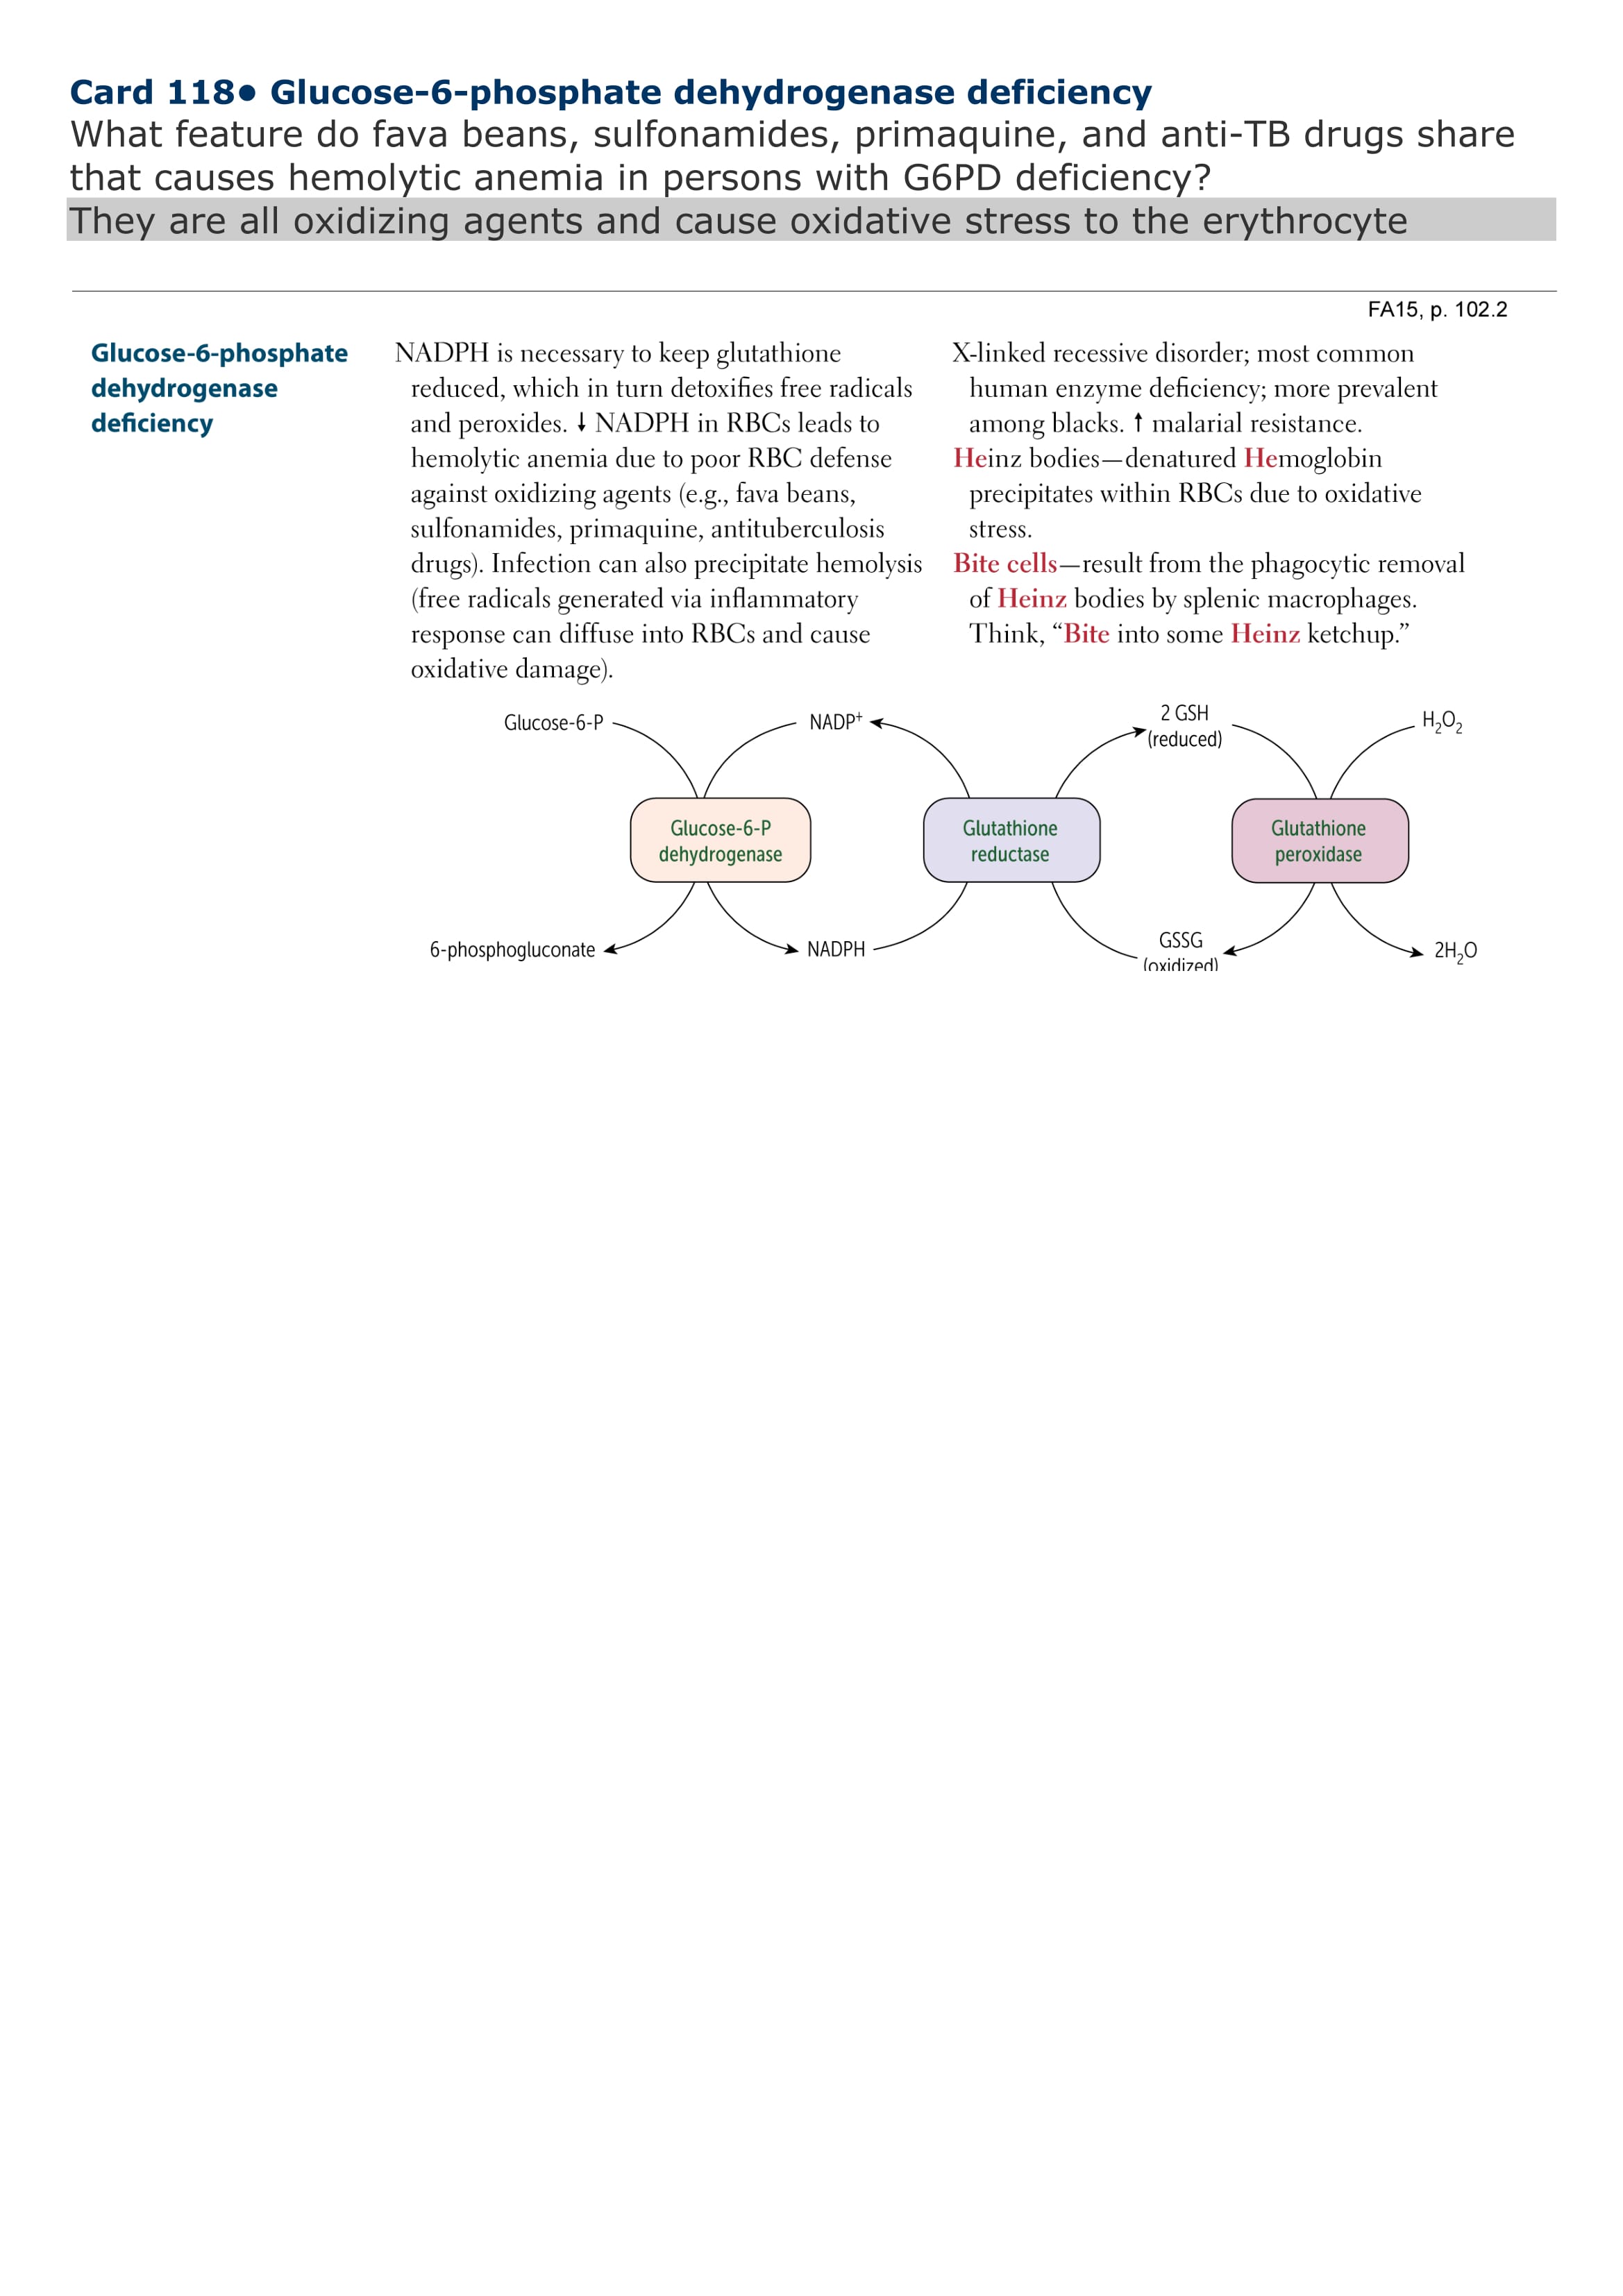 Card 118● Glucose-6-phosphate dehydrogenase deficiency
What feature do fava beans, sulfonamides, primaquine, and anti-TB drugs share
that causes hemolytic anemia in persons with G6PD deficiency?
They are all oxidizing agents and cause oxidative stress to the erythrocyte
FA15, p. 102.2
Glucose-6-phosphate
dehydrogenase
deficiency
NADPH is necessary to keep glutathione
reduced, which in turn detoxifies free radicals
and peroxides. ↓ NADPH in RBCs leads to
hemolytic anemia due to poor RBC defense
against oxidizing agents (e.g., fava beans,
sulfonamides, primaquine, antituberculosis
drugs). Infection can also precipitate hemolysis
(free radicals generated via inflammatory
response can diffuse into RBCs and cause
oxidative damage).
X-linked recessive disorder; most common
human enzyme deficiency; more prevalent
among blacks. ↑ malarial resistance.
Heinz bodies—denatured Hemoglobin
precipitates within RBCs due to oxidative
stress.
Bite cells—result from the phagocytic removal
of Heinz bodies by splenic macrophages.
Think, “Bite into some Heinz ketchup.”
Glucose-6-P
NADP⁺
2 GSH
(reduced)
H₂O₂
Glucose-6-P
dehydrogenase
Glutathione
reductase
Glutathione
peroxidase
6-phosphogluconate
NADPH
GSSG
(oxidized)
2H₂O